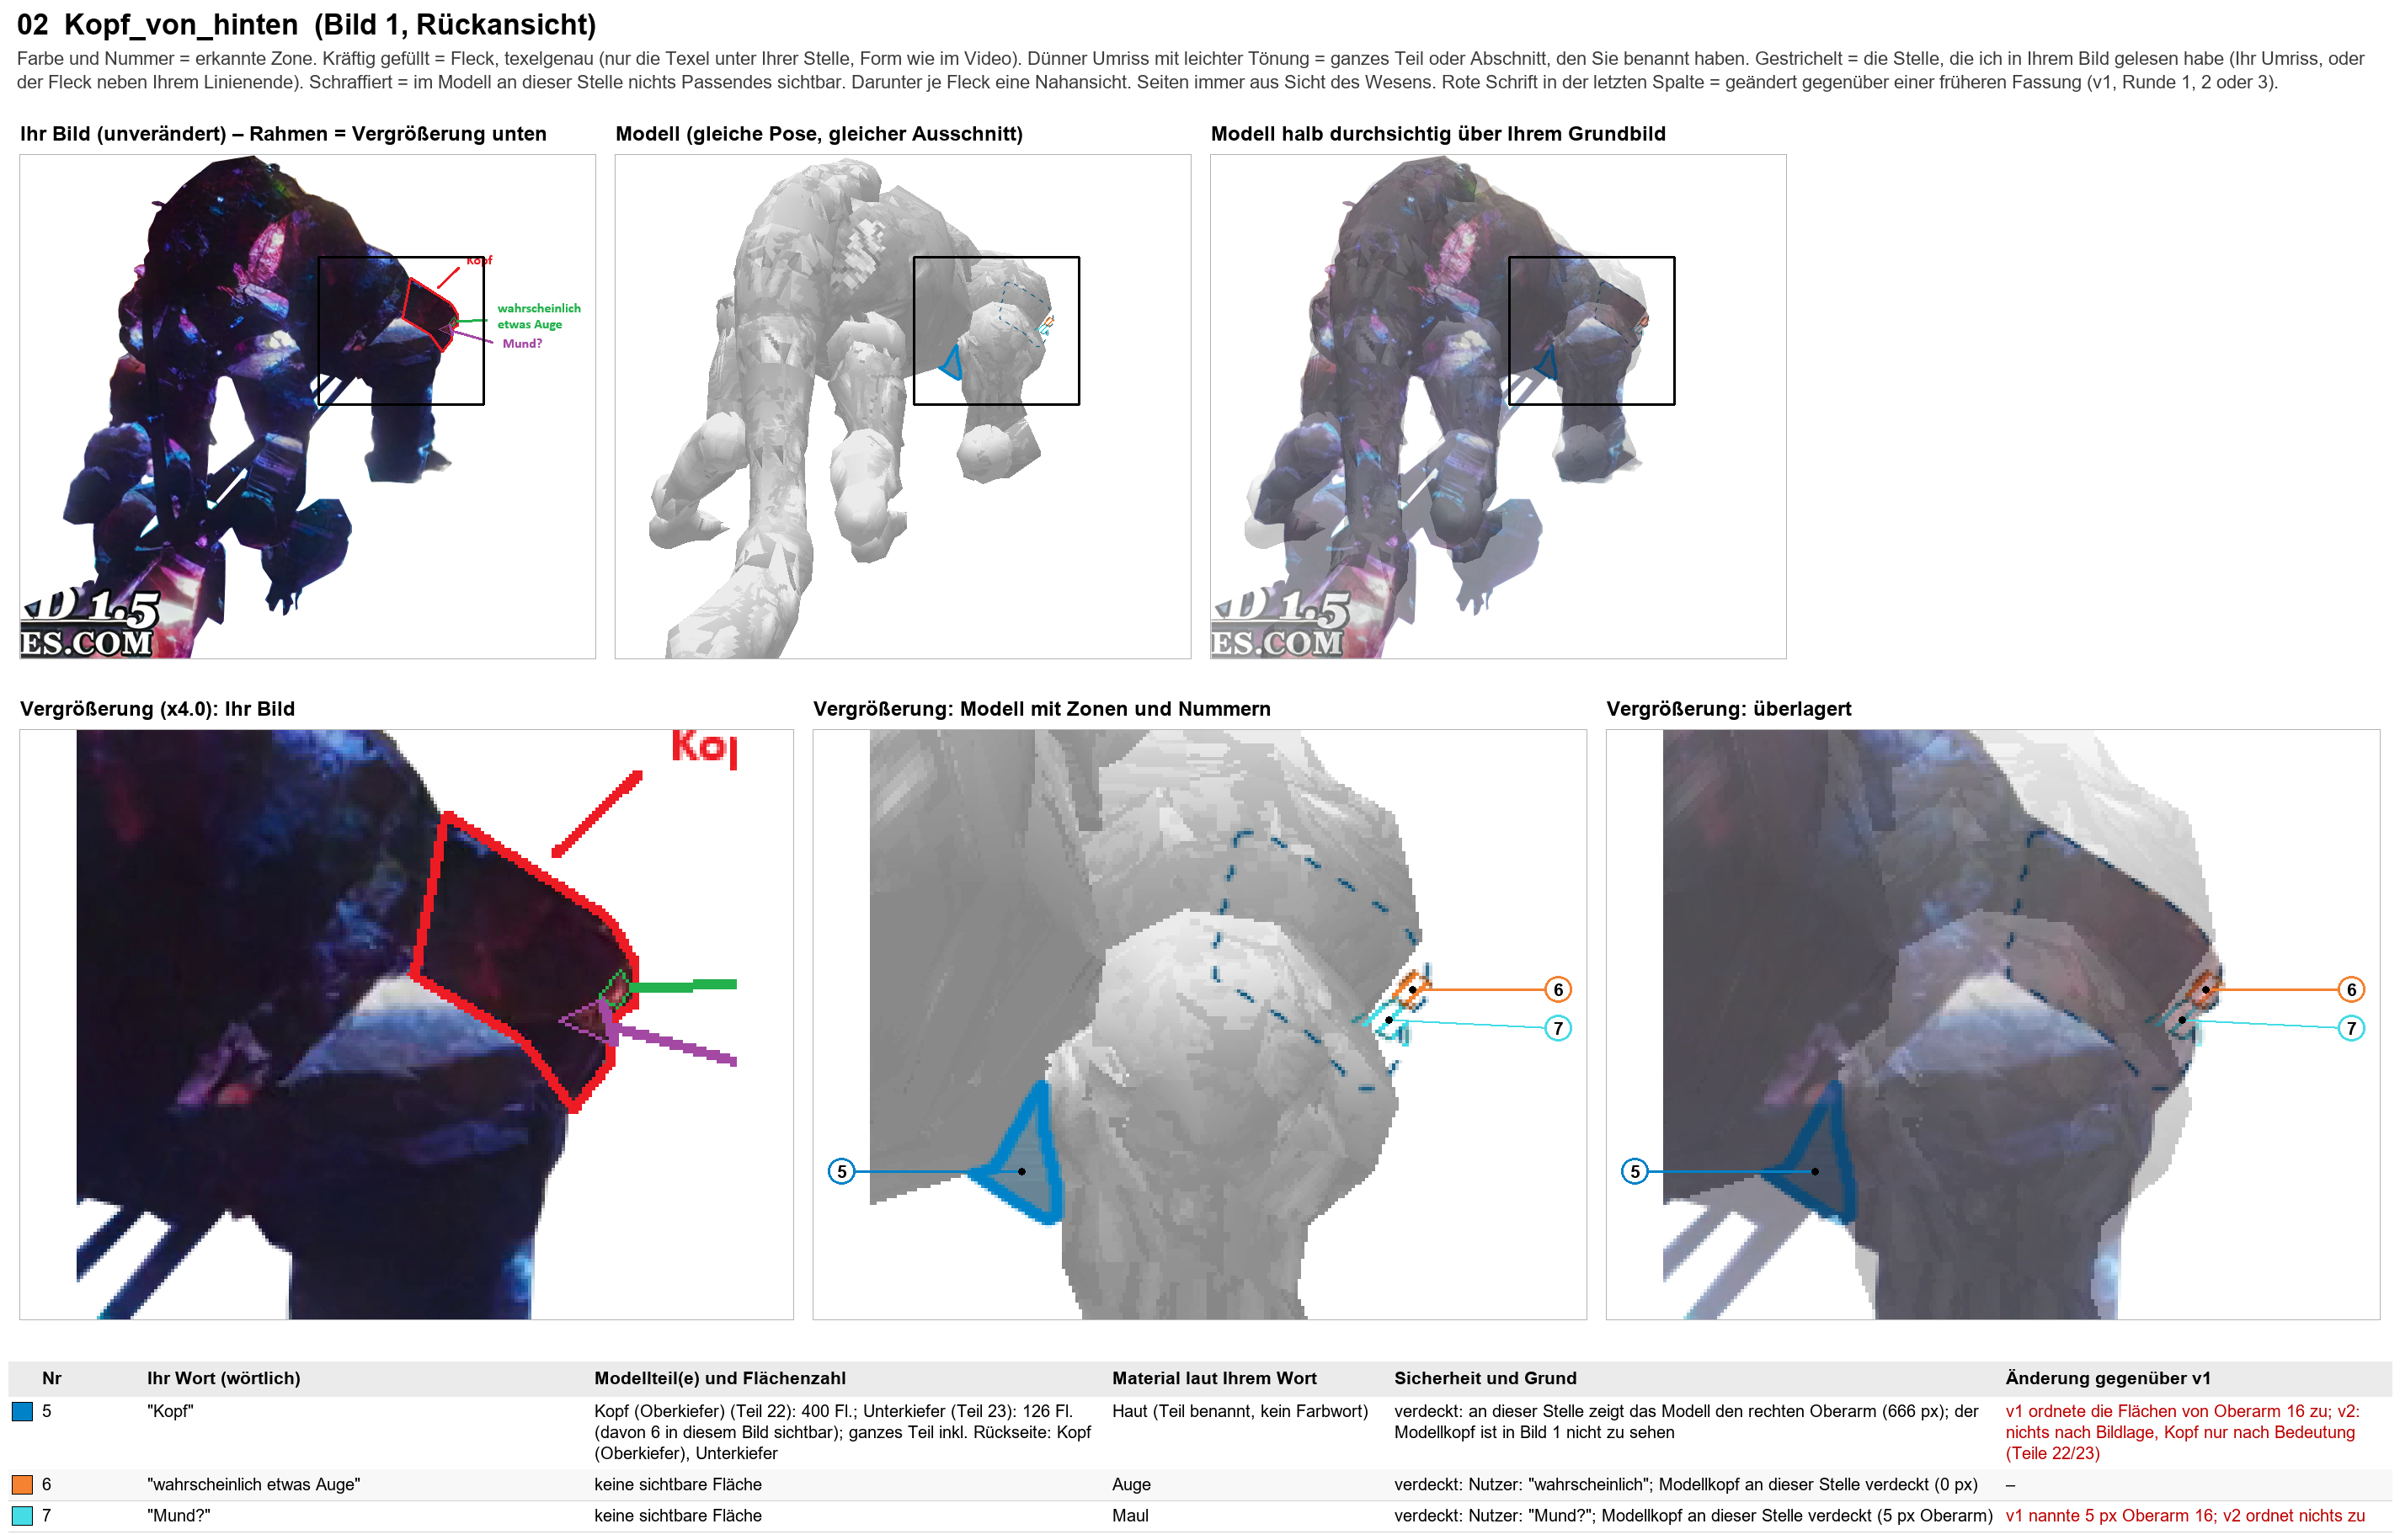 02 Kopf_von_hinten (Bild 1, Rückansicht)
Farbe und Nummer = erkannte Zone. Kräftig gefüllt = Fleck, texelgenau (nur die Texel unter Ihrer Stelle, Form wie im Video). Dünner Umriss mit leichter Tönung = ganzes Teil oder Abschnitt, den Sie benannt haben. Gestrichelt = die Stelle, die ich in Ihrem Bild gelesen habe (Ihr Umriss, oder
der Fleck neben Ihrem Linienende). Schraffiert = im Modell an dieser Stelle nichts Passendes sichtbar. Darunter je Fleck eine Nahansicht. Seiten immer aus Sicht des Wesens. Rote Schrift in der letzten Spalte = geändert gegenüber einer früheren Fassung (v1, Runde 1, 2 oder 3).
Ihr Bild (unverändert) – Rahmen = Vergrößerung unten
Modell (gleiche Pose, gleicher Ausschnitt)
Modell halb durchsichtig über Ihrem Grundbild
Kopf
wahrscheinlich
etwas Auge
Mund?
D 1.5
ES.COM
D 1.5
ES.COM
Vergrößerung (x4.0): Ihr Bild
Vergrößerung: Modell mit Zonen und Nummern
Vergrößerung: überlagert
Ko
6
7
5
6
7
5
Nr Ihr Wort (wörtlich) Modellteil(e) und Flächenzahl Material laut Ihrem Wort Sicherheit und Grund Änderung gegenüber v1
5 "Kopf" Kopf (Oberkiefer) (Teil 22): 400 Fl.; Unterkiefer (Teil 23): 126 Fl. Haut (Teil benannt, kein Farbwort) verdeckt: an dieser Stelle zeigt das Modell den rechten Oberarm (666 px); der v1 ordnete die Flächen von Oberarm 16 zu; v2:
(davon 6 in diesem Bild sichtbar); ganzes Teil inkl. Rückseite: Kopf Modellkopf ist in Bild 1 nicht zu sehen nichts nach Bildlage, Kopf nur nach Bedeutung
(Oberkiefer), Unterkiefer (Teile 22/23)
6 "wahrscheinlich etwas Auge" keine sichtbare Fläche Auge verdeckt: Nutzer: "wahrscheinlich"; Modellkopf an dieser Stelle verdeckt (0 px) –
7 "Mund?" keine sichtbare Fläche Maul verdeckt: Nutzer: "Mund?"; Modellkopf an dieser Stelle verdeckt (5 px Oberarm) v1 nannte 5 px Oberarm 16; v2 ordnet nichts zu